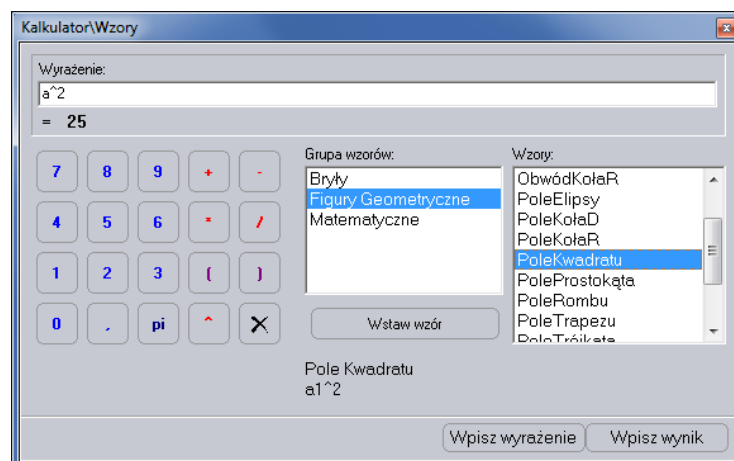 Kalkulator\Wzory
Wyrażenie:
a^2
= 25
7 8 9 + -
4 5 6 * /
1 2 3 ( )
0 , pi ^ X
Grupa wzorów:
Bryły
Figury Geometryczne
Matematyczne
Wstaw wzór
Pole Kwadratu
a1^2
Wzory:
ObwódKołaR
PoleElipsy
PoleKołaD
PoleKołaR
PoleKwadratu
PoleProstokąta
PoleRombu
PoleTrapezu
PoleTrójkąta
Wpisz wyrażenie
Wpisz wynik